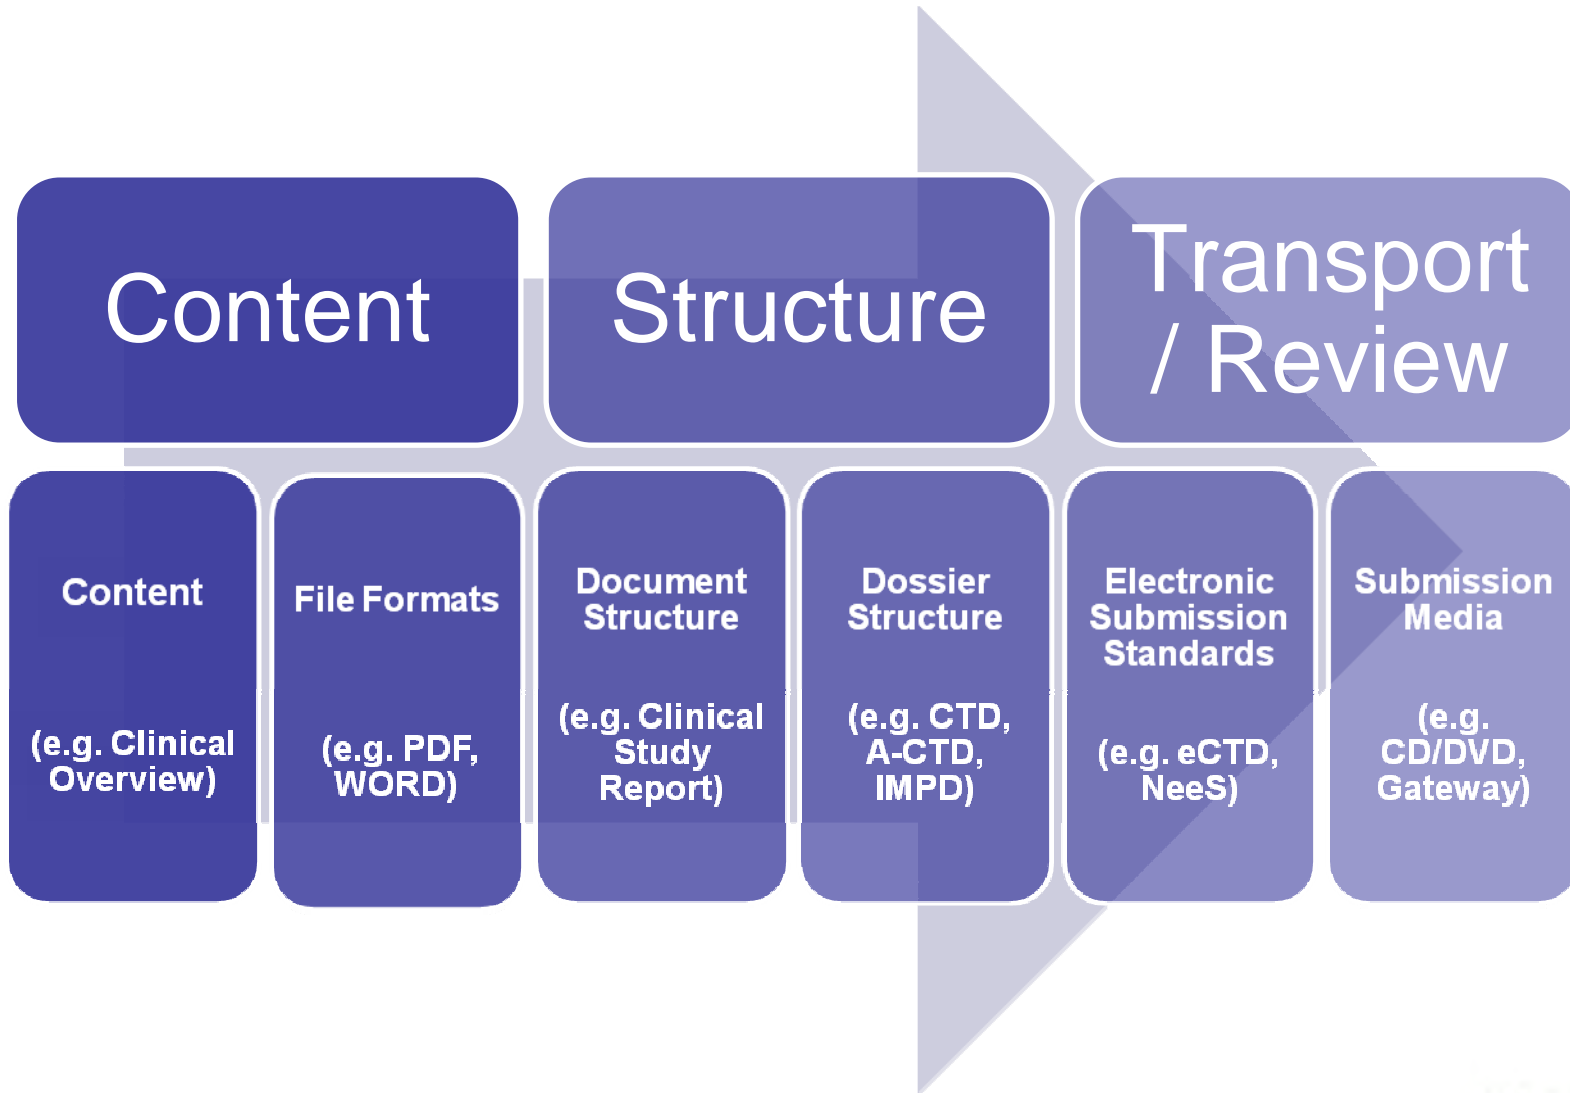 Content
Structure
Transport
/ Review
Content
(e.g. Clinical
Overview)
File Formats
(e.g. PDF,
WORD)
Document
Structure
(e.g. Clinical
Study
Report)
Dossier
Structure
(e.g. CTD,
A-CTD,
IMPD)
Electronic
Submission
Standards
(e.g. eCTD,
NeeS)
Submission
Media
(e.g.
CD/DVD,
Gateway)